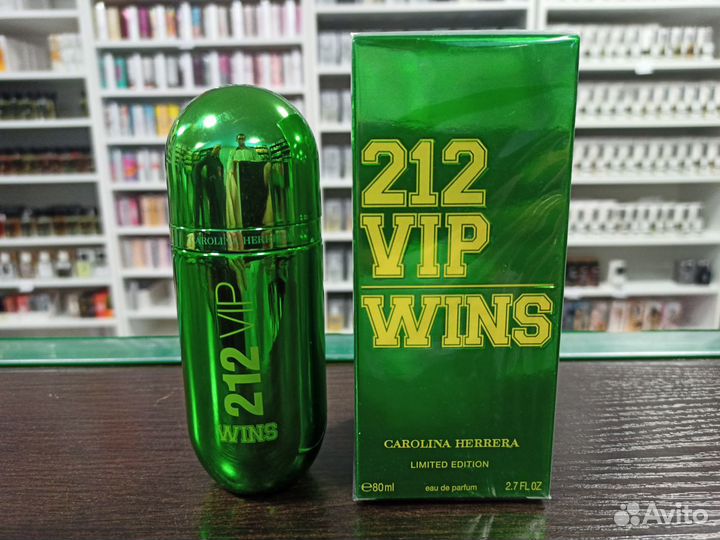 CAROLINA HERRERA
212 VIP
WINS
212
VIP
WINS
CAROLINA HERRERA
LIMITED EDITION
℮80ml eau de parfum 2.7 FL OZ
Avito